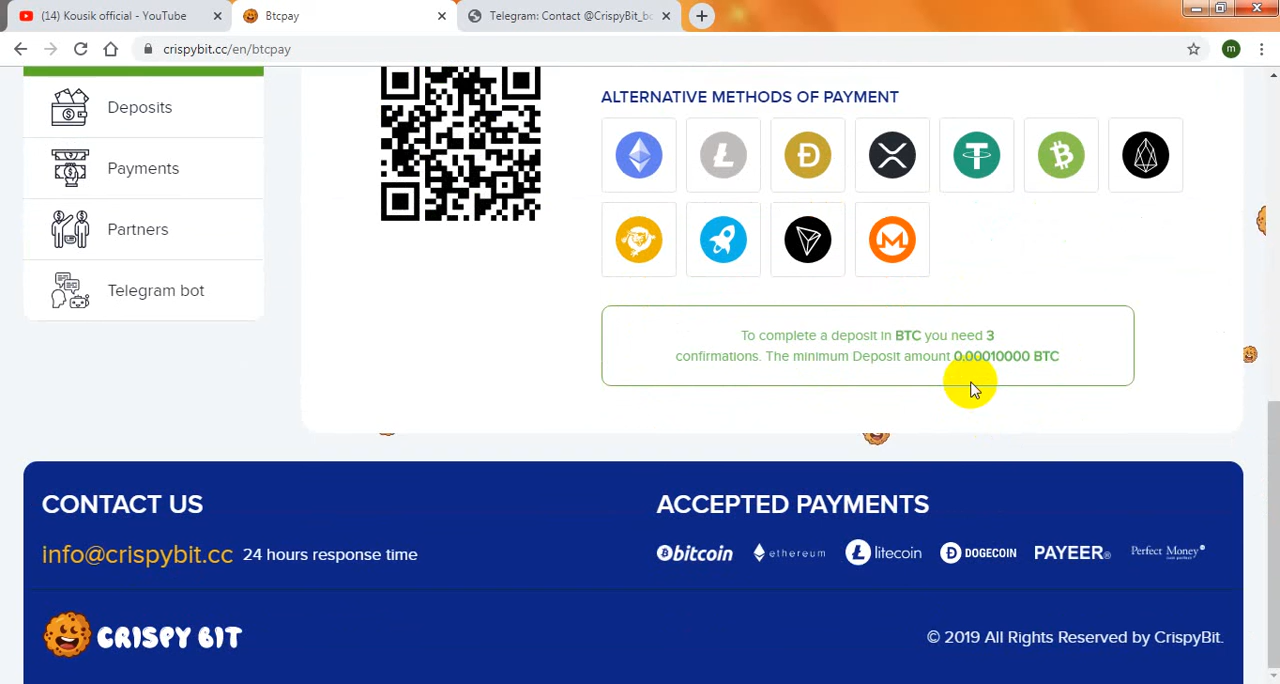 (14) Kousik official - YouTube
Btcpay
Telegram: Contact @CrispyBit_bo
crispybit.cc/en/btcpay
m
Deposits
Payments
Partners
Telegram bot
ALTERNATIVE METHODS OF PAYMENT
To complete a deposit in BTC you need 3
confirmations. The minimum Deposit amount 0.00010000 BTC
CONTACT US
info@crispybit.cc 24 hours response time
ACCEPTED PAYMENTS
bitcoin ethereum litecoin DOGECOIN PAYEER® Perfect Money
CRISPY BIT
© 2019 All Rights Reserved by CrispyBit.